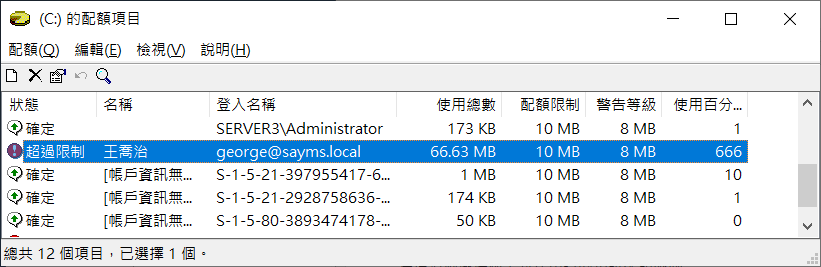 (C:) 的配額項目
配額(Q) 編輯(E) 檢視(V) 說明(H)
狀態 名稱 登入名稱 使用總數 配額限制 警告等級 使用百分...
確定 SERVER3\Administrator 173 KB 10 MB 8 MB 1
超過限制 王喬治 george@sayms.local 66.63 MB 10 MB 8 MB 666
確定 [帳戶資訊無... S-1-5-21-397955417-6... 1 MB 10 MB 8 MB 10
確定 [帳戶資訊無... S-1-5-21-2928758636-... 174 KB 10 MB 8 MB 1
確定 [帳戶資訊無... S-1-5-80-3893474178-... 50 KB 10 MB 8 MB 0
總共 12 個項目，已選擇 1 個。